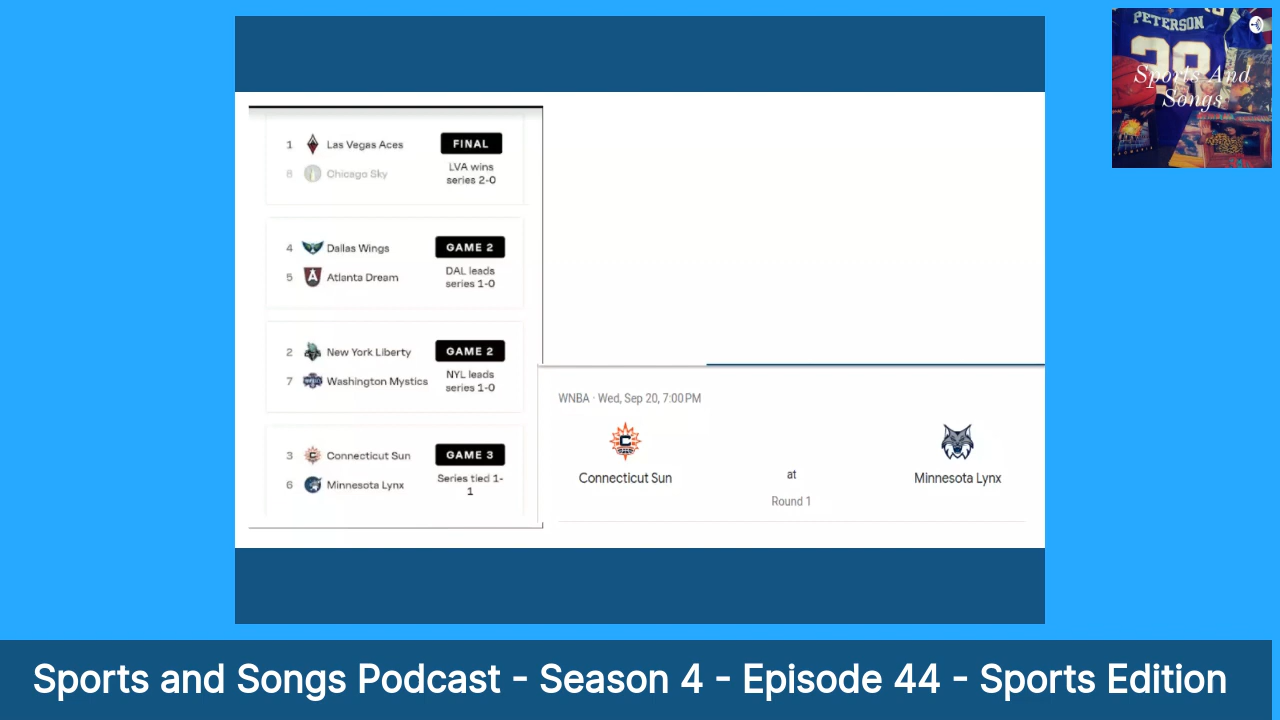 PETERSON
28
Sports And
Songs
1 Las Vegas Aces FINAL
8 Chicago Sky LVA wins
series 2-0
4 Dallas Wings GAME 2
5 Atlanta Dream DAL leads
series 1-0
2 New York Liberty GAME 2
7 Washington Mystics NYL leads
series 1-0
3 Connecticut Sun GAME 3
6 Minnesota Lynx Series tied 1-
1
WNBA · Wed, Sep 20, 7:00 PM
Connecticut Sun at Minnesota Lynx
Round 1
Sports and Songs Podcast - Season 4 - Episode 44 - Sports Edition